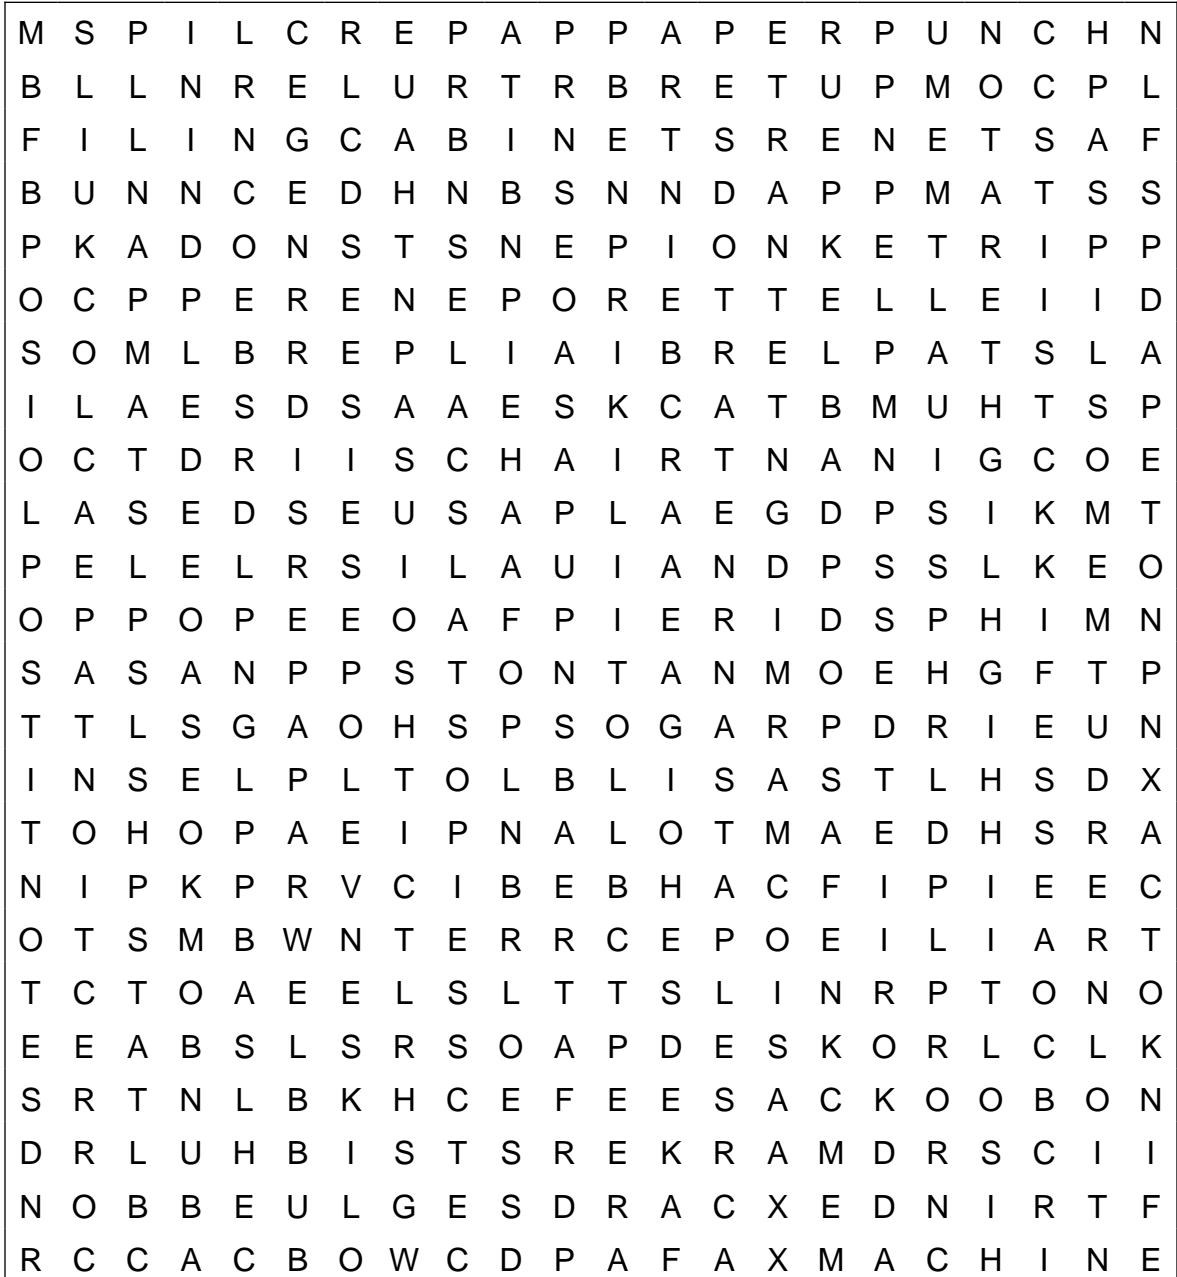 M S P I L C R E P A P P A P E R P U N C H N
B L L N R E L U R T R B R E T U P M O C P L
F I L I N G C A B I N E T S R E N E T S A F
B U N N C E D H N B S N N D A P P M A T S S
P K A D O N S T S N E P I O N K E T R I P P
O C P P E R E N E P O R E T T E L L E I I D
S O M L B R E P L I A I B R E L P A T S L A
I L A E S D S A A E S K C A T B M U H T S P
O C T D R I I S C H A I R T N A N I G C O E
L A S E D S E U S A P L A E G D P S I K M T
P E L E L R S I L A U I A N D P S S L K E O
O P P O P E E O A F P I E R I D S P H I M N
S A S A N P P S T O N T A N M O E H G F T P
T T L S G A O H S P S O G A R P D R I E U N
I N S E L P L T O L B L I S A S T L H S D X
T O H O P A E I P N A L O T M A E D H S R A
N I P K P R V C I B E B H A C F I P I E E C
O T S M B W N T E R R C E P O E I L I A R T
T C T O A E E L S L T T S L I N R P T O N O
E E A B S L S R S O A P D E S K O R L C L K
S R T N L B K H C E F E E S A C K O O B O N
D R L U H B I S T S R E K R A M D R S C I I
N O B B E U L G E S D R A C X E D N I R T F
R C C A C B O W C D P A F A X M A C H I N E